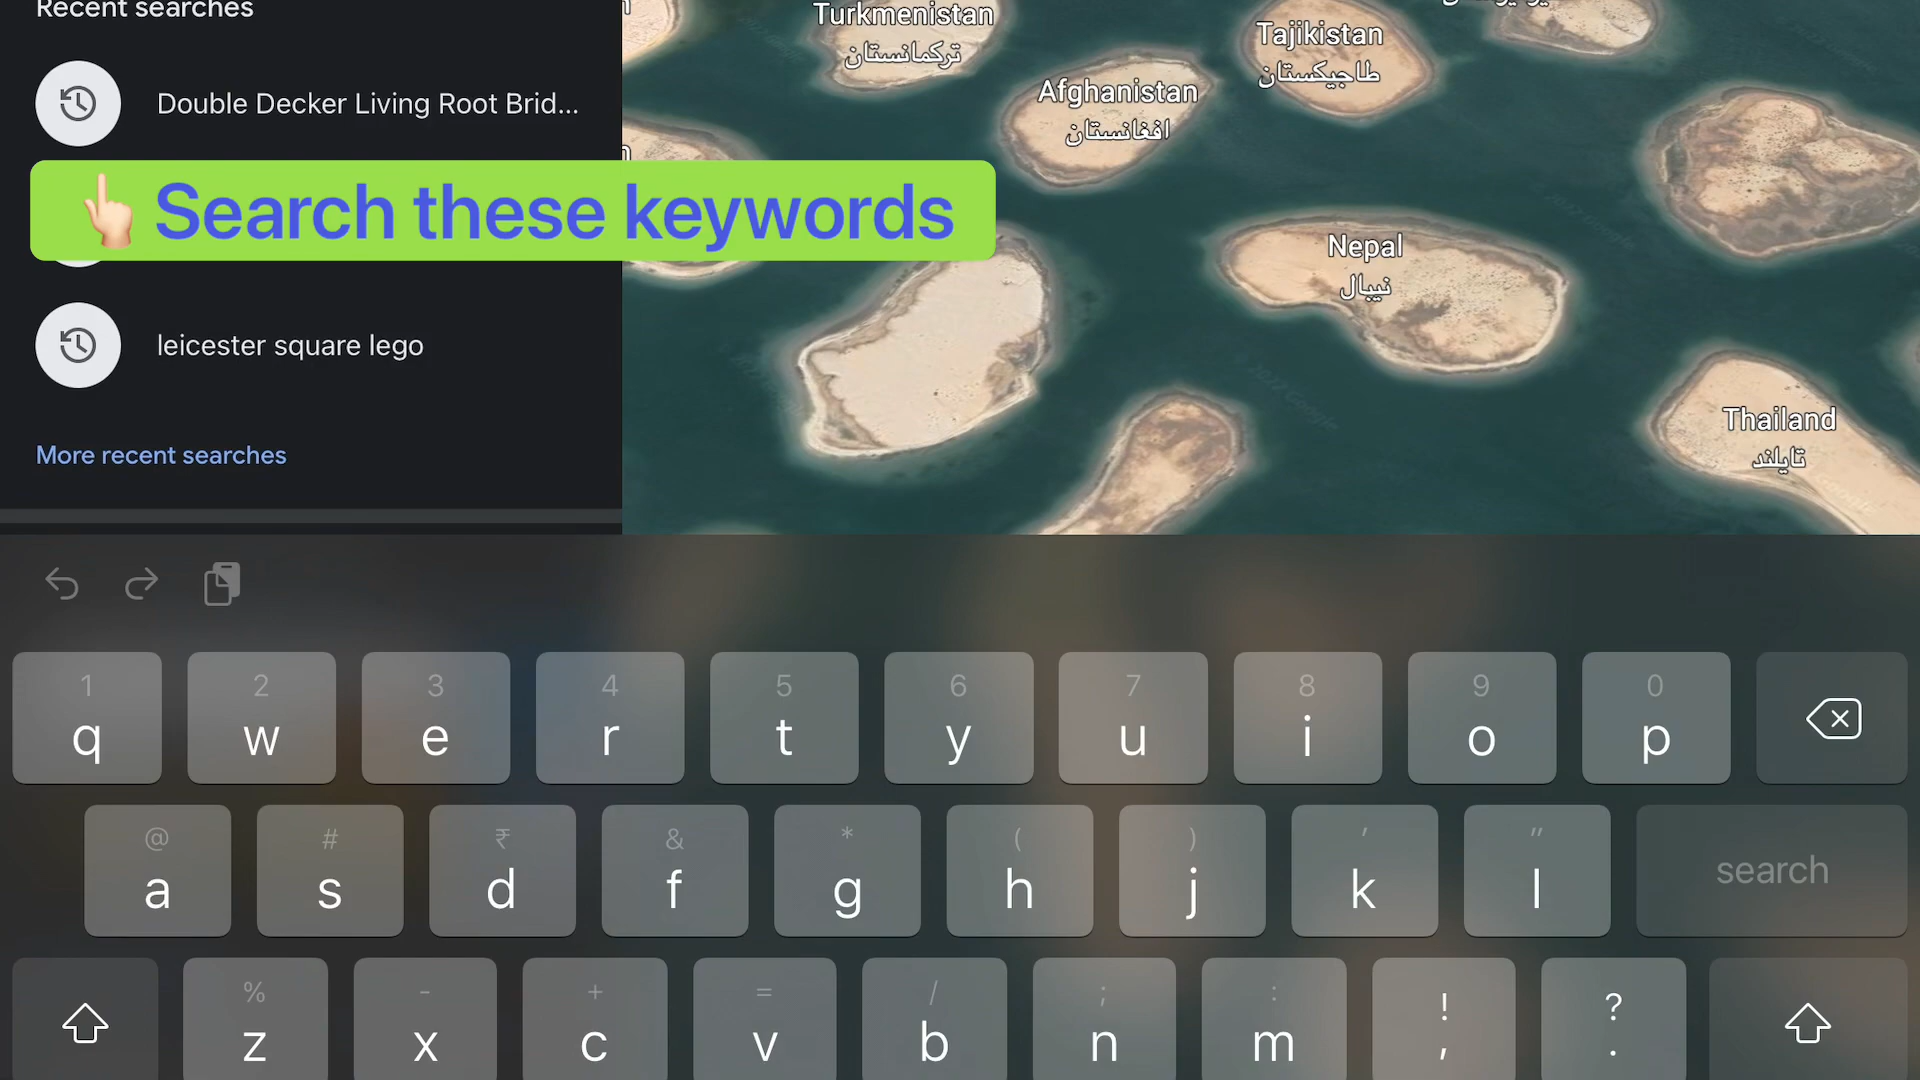 Recent searches
Double Decker Living Root Brid...
👆🏻 Search these keywords
leicester square lego
More recent searches
Turkmenistan
تركمانستان
Tajikistan
طاجيكستان
Afghanistan
افغانستان
Nepal
نيبال
Thailand
تايلند
1 2 3 4 5 6 7 8 9 0
q w e r t y u i o p
@ # ₹ & * ( ) ' "
a s d f g h j k l search
% - + = / ; : ! ?
z x c v b n m , .